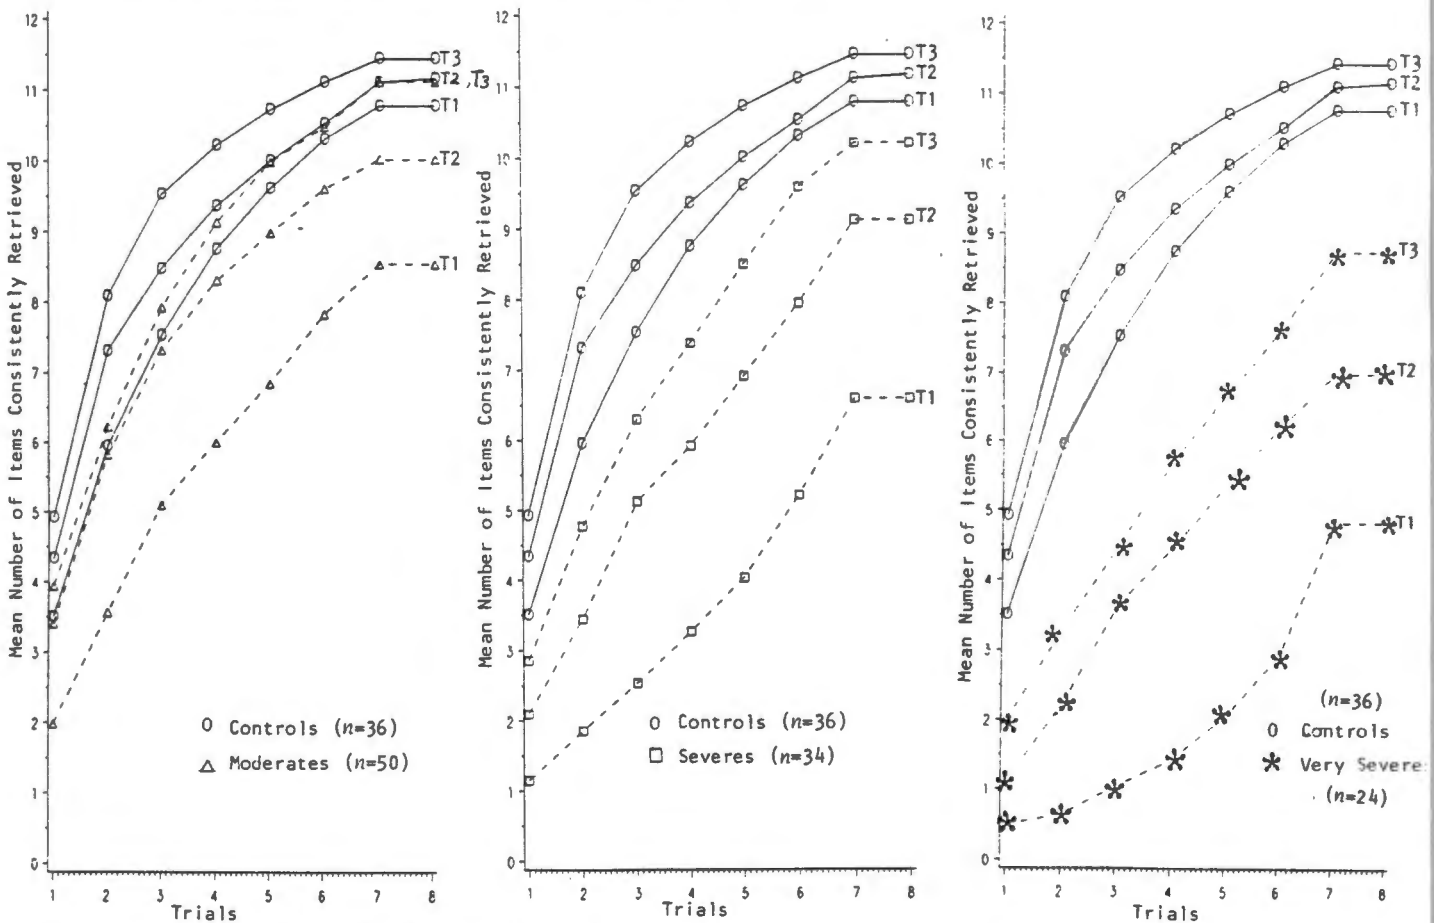 Mean Number of Items Consistently Retrieved
12
11
10
9
8
7
6
5
4
3
2
1
0
T3
T2 , T3
T1
T2
T1
O Controls (n=36)
△ Moderates (n=50)
1 2 3 4 5 6 7 8
Trials
Mean Number of Items Consistently Retrieved
12
11
10
9
8
7
6
5
4
3
2
1
0
T3
T2
T1
T3
T2
T1
O Controls (n=36)
□ Severes (n=34)
1 2 3 4 5 6 7 8
Trials
Mean Number of Items Consistently Retrieved
12
11
10
9
8
7
6
5
4
3
2
1
0
T3
T2
T1
T3
T2
T1
(n=36)
O Controls
* Very Severe
(n=24)
1 2 3 4 5 6 7 8
Trials